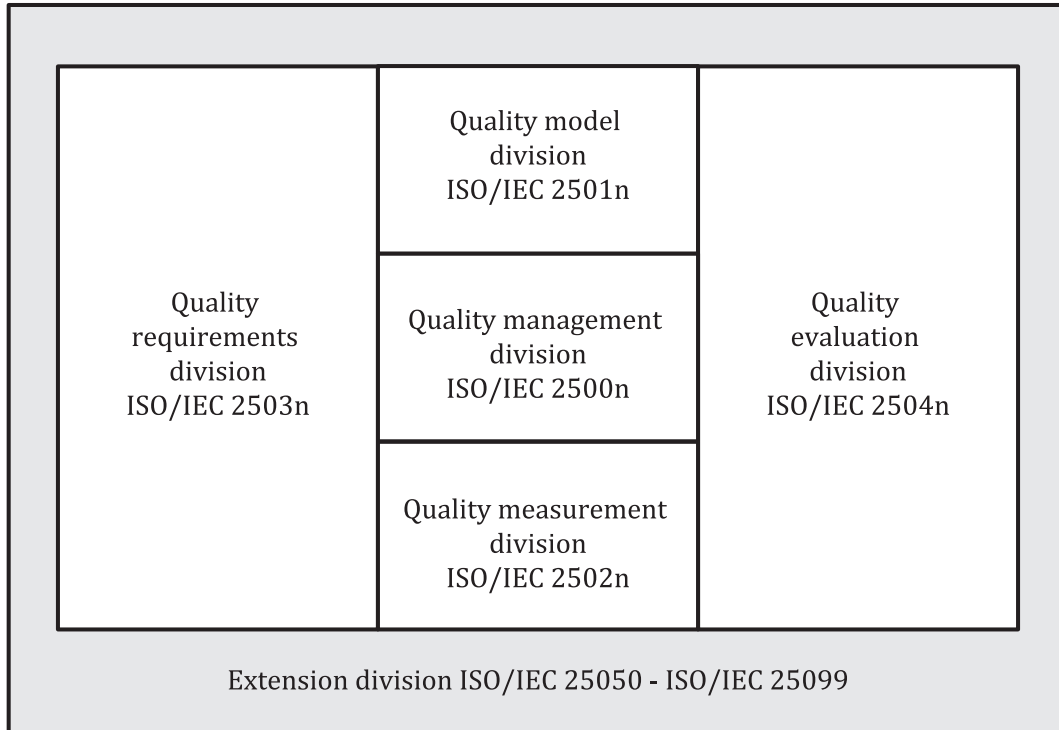 Quality model
division
ISO/IEC 2501n
Quality
requirements
division
ISO/IEC 2503n
Quality management
division
ISO/IEC 2500n
Quality
evaluation
division
ISO/IEC 2504n
Quality measurement
division
ISO/IEC 2502n
Extension division ISO/IEC 25050 - ISO/IEC 25099